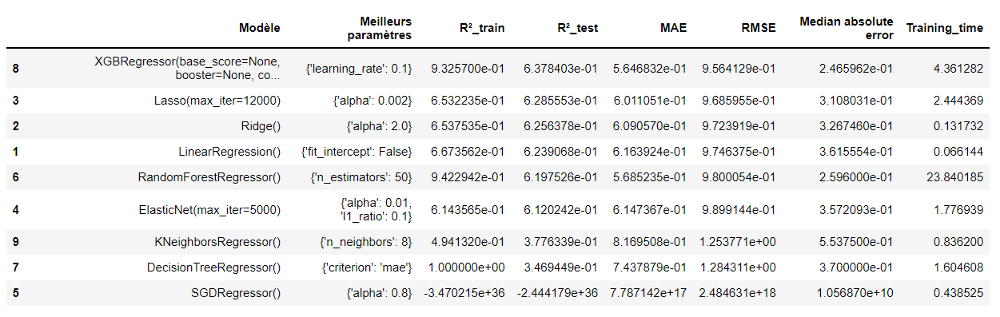 Modèle Meilleurs paramètres R²_train R²_test MAE RMSE Median absolute error Training_time
8 XGBRegressor(base_score=None, booster=None, co... {'learning_rate': 0.1} 9.325700e-01 6.378403e-01 5.646832e-01 9.564129e-01 2.465962e-01 4.361282
3 Lasso(max_iter=12000) {'alpha': 0.002} 6.532235e-01 6.285553e-01 6.011051e-01 9.685955e-01 3.108031e-01 2.444369
2 Ridge() {'alpha': 2.0} 6.537535e-01 6.256378e-01 6.090570e-01 9.723919e-01 3.267460e-01 0.131732
1 LinearRegression() {'fit_intercept': False} 6.673562e-01 6.239068e-01 6.163924e-01 9.746375e-01 3.615554e-01 0.066144
6 RandomForestRegressor() {'n_estimators': 50} 9.422942e-01 6.197526e-01 5.685235e-01 9.800054e-01 2.596000e-01 23.840185
4 ElasticNet(max_iter=5000) {'alpha': 0.01, 'l1_ratio': 0.1} 6.143565e-01 6.120242e-01 6.147367e-01 9.899144e-01 3.572093e-01 1.776939
9 KNeighborsRegressor() {'n_neighbors': 8} 4.941320e-01 3.776339e-01 8.169508e-01 1.253771e+00 5.537500e-01 0.836200
7 DecisionTreeRegressor() {'criterion': 'mae'} 1.000000e+00 3.469449e-01 7.437879e-01 1.284311e+00 3.700000e-01 1.604608
5 SGDRegressor() {'alpha': 0.8} -3.470215e+36 -2.444179e+36 7.787142e+17 2.484631e+18 1.056870e+10 0.438525